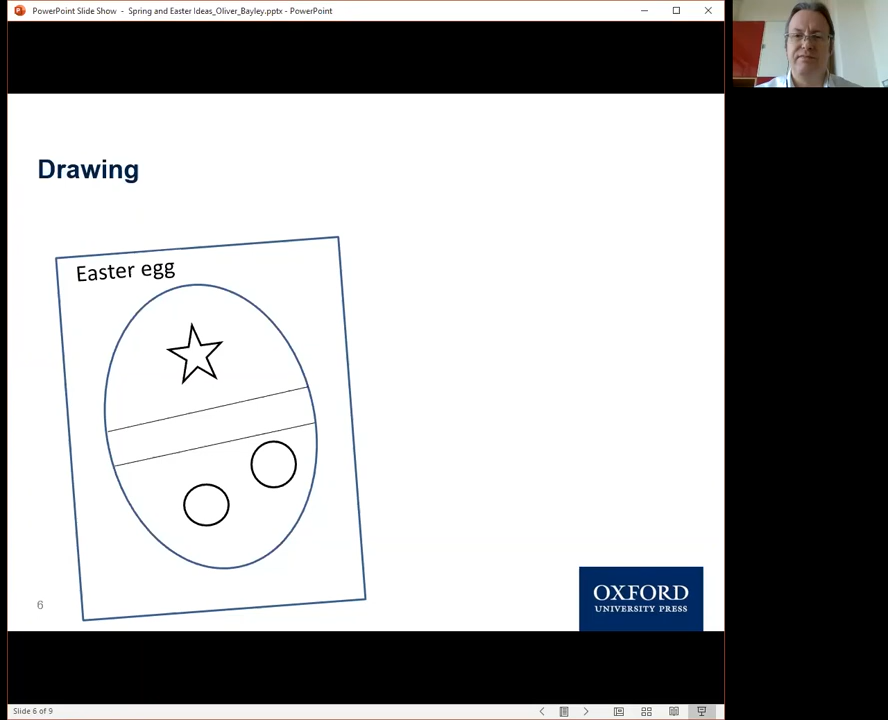 PowerPoint Slide Show - Spring and Easter Ideas_Oliver_Bayley.pptx - PowerPoint
Drawing
Easter egg
6
OXFORD
UNIVERSITY PRESS
Slide 6 of 9